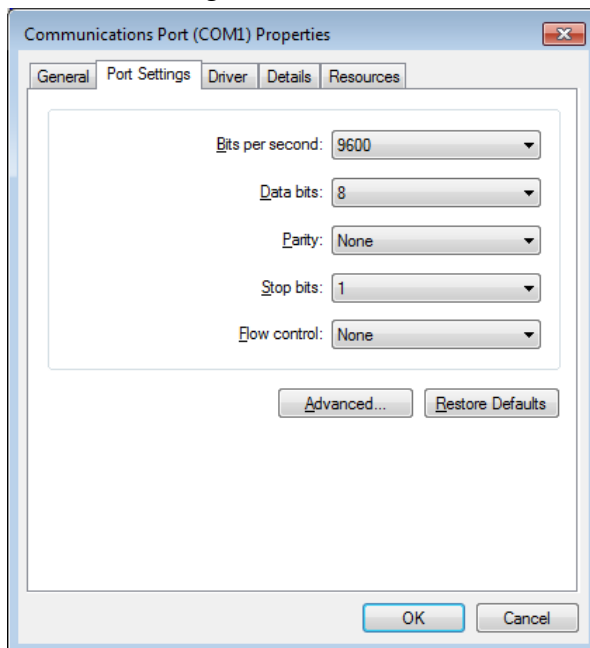 Communications Port (COM1) Properties
General Port Settings Driver Details Resources
Bits per second: 9600
Data bits: 8
Parity: None
Stop bits: 1
Flow control: None
Advanced... Restore Defaults
OK Cancel